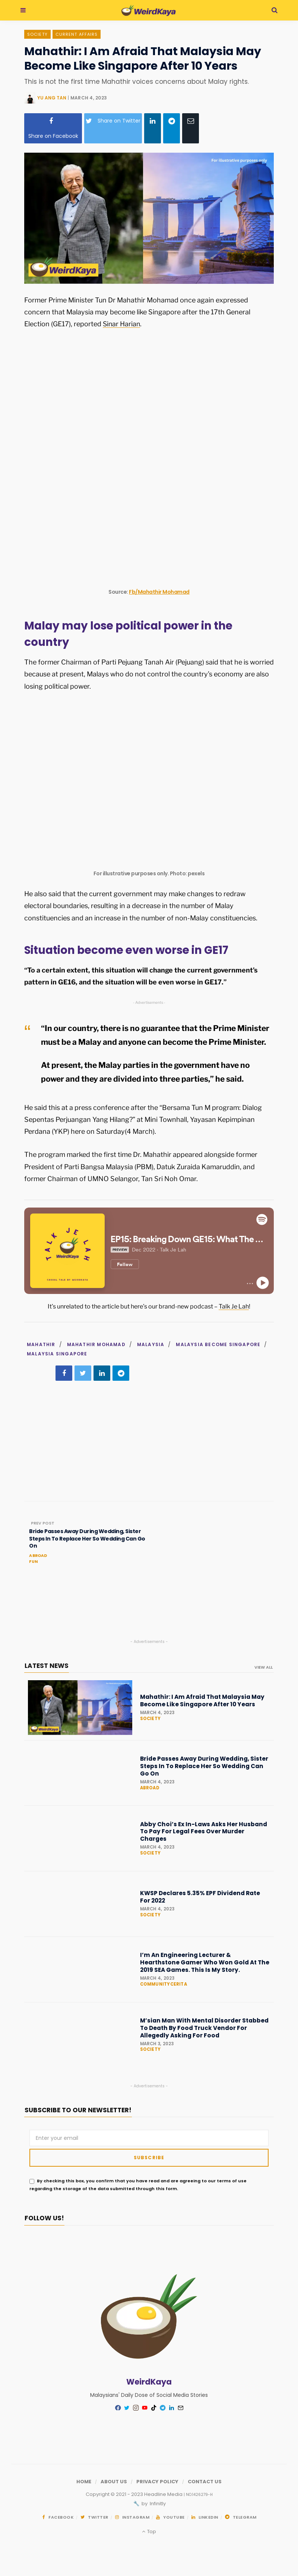 WeirdKaya
SOCIETY
CURRENT AFFAIRS
Mahathir: I Am Afraid That Malaysia May
Become Like Singapore After 10 Years
This is not the first time Mahathir voices concerns about Malay rights.
YU ANG TAN | MARCH 4, 2023
Share on Facebook
Share on Twitter
For illustrative purposes only
WeirdKaya
Former Prime Minister Tun Dr Mahathir Mohamad once again expressed
concern that Malaysia may become like Singapore after the 17th General
Election (GE17), reported Sinar Harian.
Source: Fb/Mahathe Mohamad
Malay may lose political power in the
country
The former Chairman of Parti Pejuang Tanah Air (Pejuang) said that he is worried
because at present, Malays who do not control the country's economy are also
losing political power.
For illustrative purposes only. Photo: pexels
He also said that the current government may make changes to redraw
electoral boundaries, resulting in a decrease in the number of Malay
constituencies and an increase in the number of non-Malay constituencies.
Situation become even worse in GE17
"To a certain extent, this situation will change the current government's
pattern in GE16, and the situation will be even worse in GE17."
- Advertisements -
“In our country, there is no guarantee that the Prime Minister
must be a Malay and anyone can become the Prime Minister.
At present, the Malay parties in the government have no
power and they are divided into three parties,” he said.
He said this at a press conference after the “Bersama Tun M program: Dialog
Sempentas Perjuangan Yang Hilang?” at Mini Townhall, Yayasan Kepimpinan
Perdana (YKP) here on Saturday(4 March).
The program marked the first time Dr. Mahathir appeared alongside former
President of Parti Bangsa Malaysia (PBM), Datuk Zuraida Kamaruddin, and
former Chairman of UMNO Selangor, Tan Sri Noh Omar.
TALK JE LAH
EP15: Breaking Down GE15: What The ...
PREVIEW Dec 2022 · Talk Je Lah
Follow
It's unrelated to the article but here's our brand-new podcast – Talk Je Lah!
MAHATHIR / MAHATHIR MOHAMAD / MALAYSIA / MALAYSIA BECOME SINGAPORE /
MALAYSIA SINGAPORE
PREV POST
Bride Passes Away During Wedding, Sister
Steps In To Replace Her So Wedding Can Go
On
ABROAD
FUN
- Advertisements -
LATEST NEWS
VIEW ALL
Mahathir: I Am Afraid That Malaysia May
Become Like Singapore After 10 Years
MARCH 4, 2023
SOCIETY
Bride Passes Away During Wedding, Sister
Steps In To Replace Her So Wedding Can
Go On
MARCH 4, 2023
ABROAD
Abby Choi's Ex In-Laws Asks Her Husband
To Pay For Legal Fees Over Murder
Charges
MARCH 4, 2023
SOCIETY
KWSP Declares 5.35% EPF Dividend Rate
For 2022
MARCH 4, 2023
SOCIETY
I'm An Engineering Lecturer &
Hearthstone Gamer Who Won Gold At The
2019 SEA Games. This Is My Story.
MARCH 4, 2023
COMMUNITYCERITA
M'sian Man With Mental Disorder Stabbed
To Death By Food Truck Vendor For
Allegedly Asking For Food
MARCH 3, 2023
SOCIETY
- Advertisements -
SUBSCRIBE TO OUR NEWSLETTER!
Enter your email
SUBSCRIBE
By checking this box, you confirm that you have read and are agreeing to our terms of use
regarding the storage of the data submitted through this form.
FOLLOW US!
WeirdKaya
Malaysians' Daily Dose of Social Media Stories
HOME / ABOUT US / PRIVACY POLICY / CONTACT US
by Infinitiy
FACEBOOK TWITTER INSTAGRAM YOUTUBE LINKEDIN TELEGRAM
Top